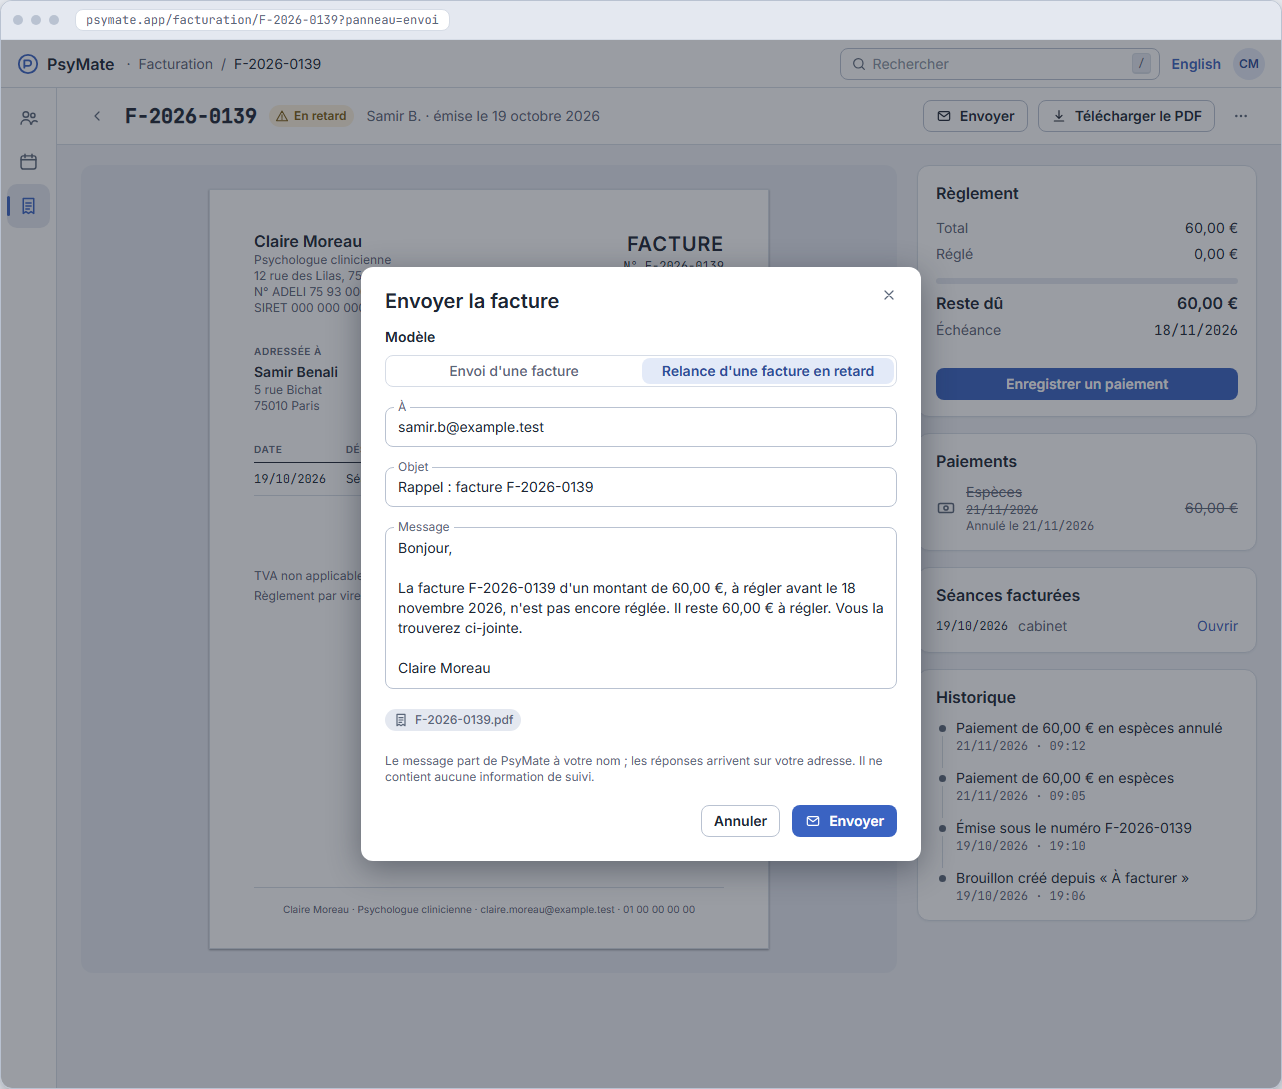 psymate.app/facturation/F-2026-0139?panneau=envoi
PsyMate · Facturation / F-2026-0139
Rechercher /
English
CM
F-2026-0139
En retard
Samir B. · émise le 19 octobre 2026
Envoyer
Télécharger le PDF
Claire Moreau
Psychologue clinicienne
12 rue des Lilas, 75
N° ADELI 75 93 00
SIRET 000 000 000
FACTURE
N° F-2026-0139
ADRESSÉE À
Samir Benali
5 rue Bichat
75010 Paris
DATE
19/10/2026
TVA non applicable
Règlement par vire
Claire Moreau · Psychologue clinicienne · claire.moreau@example.test · 01 00 00 00 00
Envoyer la facture
Modèle
Envoi d'une facture
Relance d'une facture en retard
À
samir.b@example.test
Objet
Rappel : facture F-2026-0139
Message
Bonjour,
La facture F-2026-0139 d'un montant de 60,00 €, à régler avant le 18
novembre 2026, n'est pas encore réglée. Il reste 60,00 € à régler. Vous la
trouverez ci-jointe.
Claire Moreau
F-2026-0139.pdf
Le message part de PsyMate à votre nom ; les réponses arrivent sur votre adresse. Il ne
contient aucune information de suivi.
Annuler
Envoyer
Règlement
Total 60,00 €
Réglé 0,00 €
Reste dû 60,00 €
Échéance 18/11/2026
Enregistrer un paiement
Paiements
Espèces
21/11/2026
60,00 €
Annulé le 21/11/2026
Séances facturées
19/10/2026 cabinet Ouvrir
Historique
Paiement de 60,00 € en espèces annulé
21/11/2026 · 09:12
Paiement de 60,00 € en espèces
21/11/2026 · 09:05
Émise sous le numéro F-2026-0139
19/10/2026 · 19:10
Brouillon créé depuis « À facturer »
19/10/2026 · 19:06